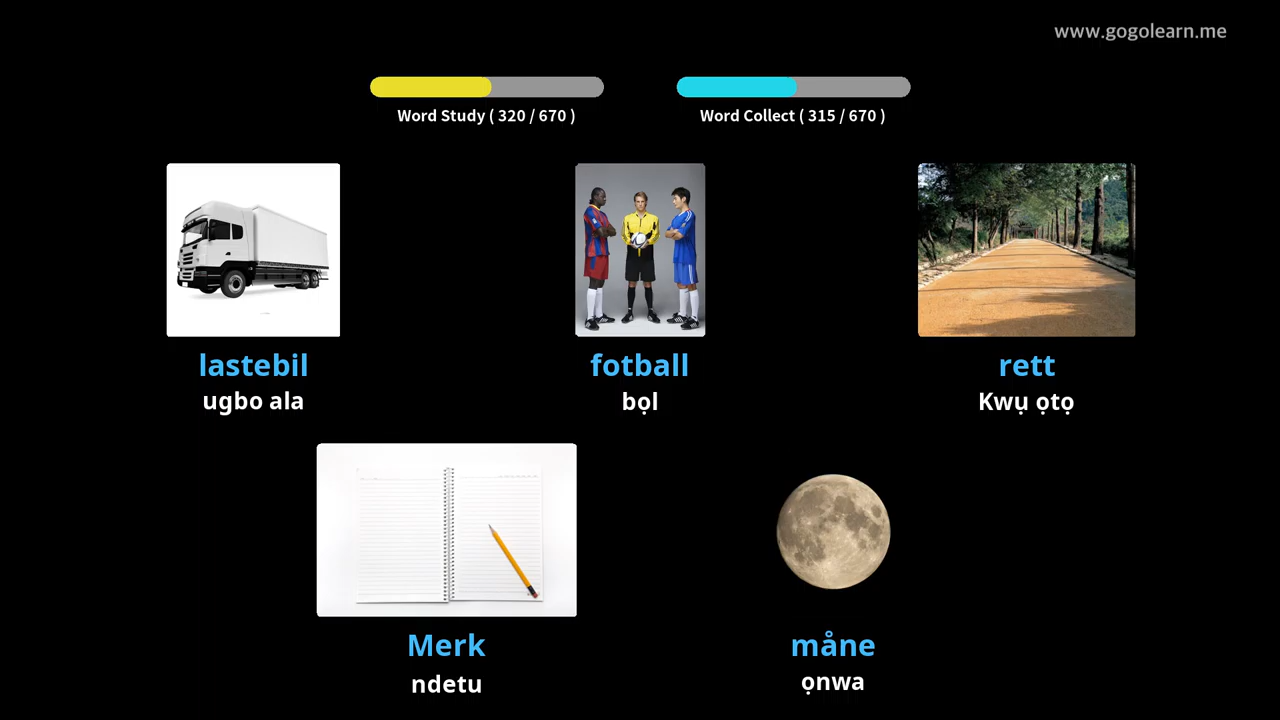 www.gogolearn.me
Word Study ( 320 / 670 )
Word Collect ( 315 / 670 )
lastebil
ugbo ala
fotball
bọl
rett
Kwụ ọtọ
Merk
ndetu
måne
ọnwa